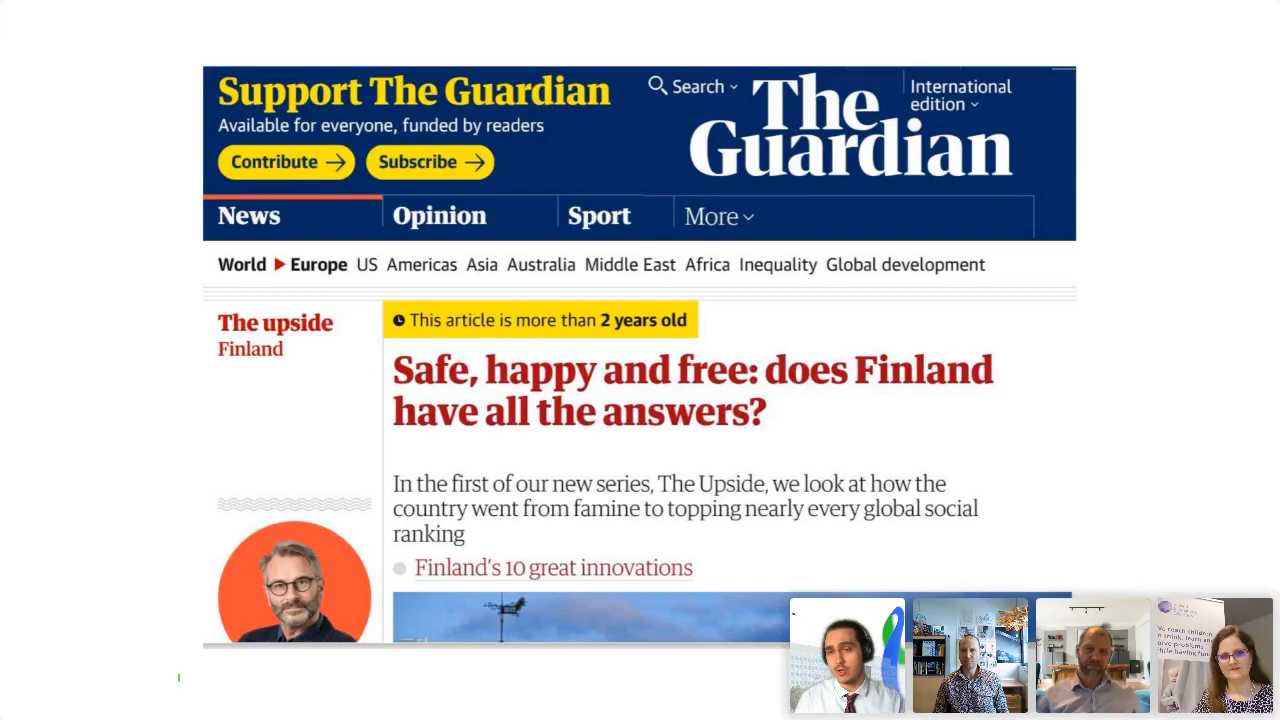 Support The Guardian
Available for everyone, funded by readers
Contribute
Subscribe
Search
International
edition
The
Guardian
News
Opinion
Sport
More
World Europe US Americas Asia Australia Middle East Africa Inequality Global development
The upside
Finland
This article is more than 2 years old
Safe, happy and free: does Finland
have all the answers?
In the first of our new series, The Upside, we look at how the
country went from famine to topping nearly every global social
ranking
Finland's 10 great innovations
reach children